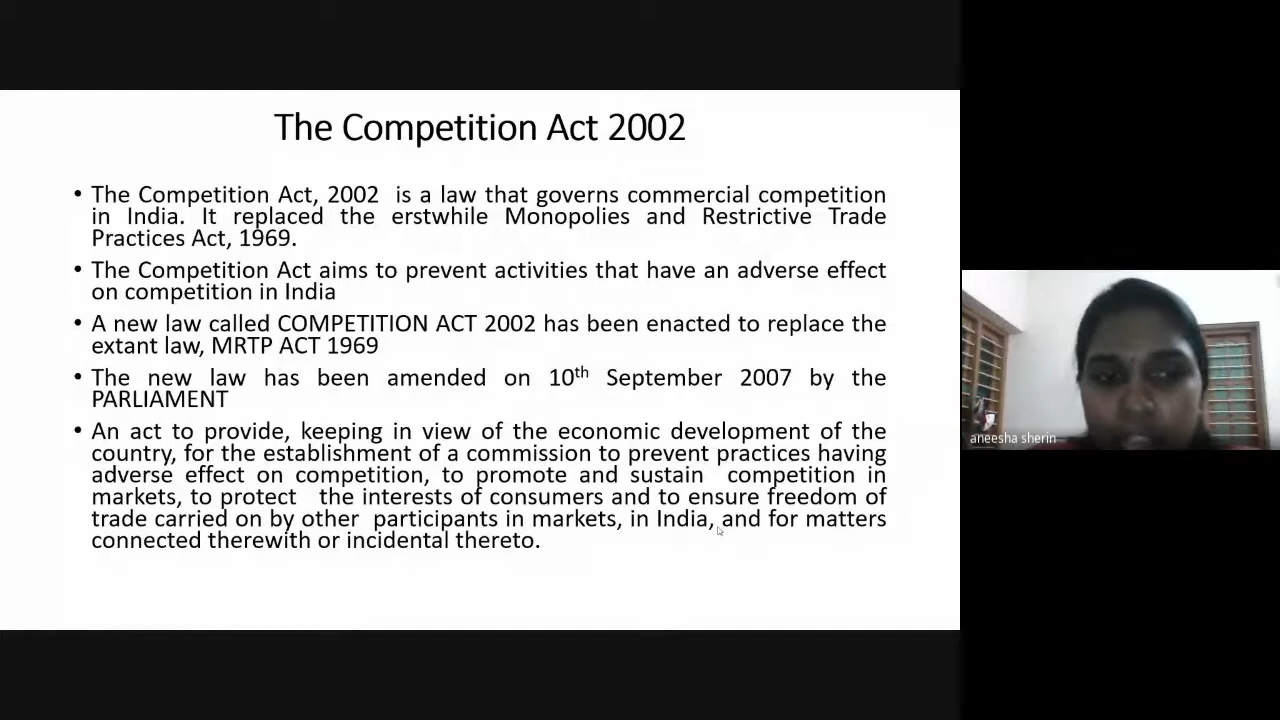 The Competition Act 2002
• The Competition Act, 2002 is a law that governs commercial competition
in India. It replaced the erstwhile Monopolies and Restrictive Trade
Practices Act, 1969.
• The Competition Act aims to prevent activities that have an adverse effect
on competition in India
• A new law called COMPETITION ACT 2002 has been enacted to replace the
extant law, MRTP ACT 1969
• The new law has been amended on 10th September 2007 by the
PARLIAMENT
• An act to provide, keeping in view of the economic development of the
country, for the establishment of a commission to prevent practices having
adverse effect on competition, to promote and sustain competition in
markets, to protect the interests of consumers and to ensure freedom of
trade carried on by other participants in markets, in India, and for matters
connected therewith or incidental thereto.
aneesha sherin